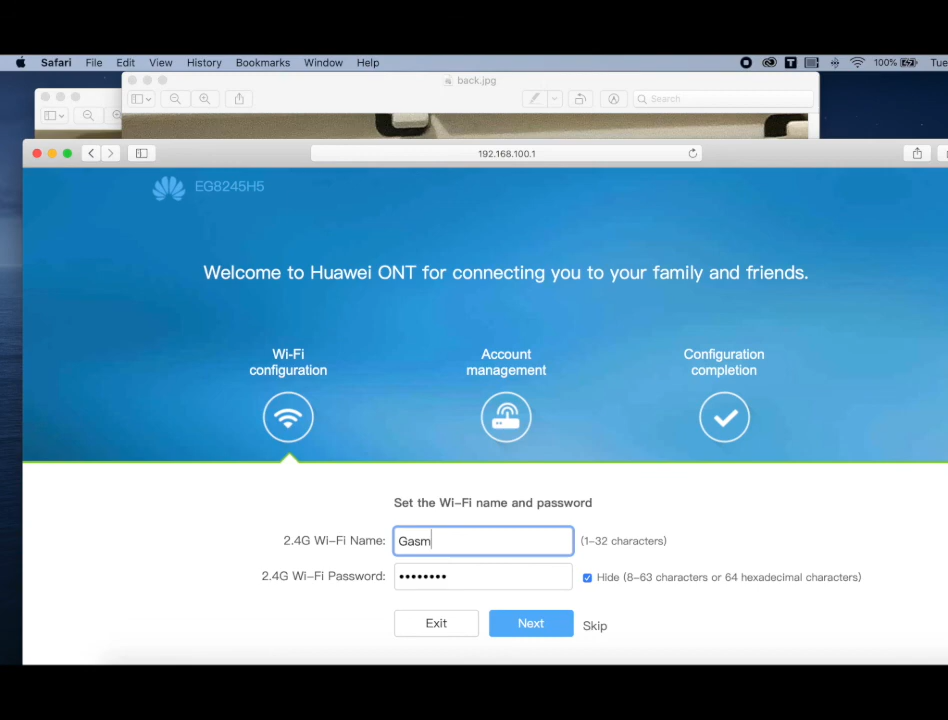 Safari File Edit View History Bookmarks Window Help 100% Tue
back.jpg
Search
192.168.100.1
EG8245H5
Welcome to Huawei ONT for connecting you to your family and friends.
Wi-Fi configuration
Account management
Configuration completion
Set the Wi-Fi name and password
2.4G Wi-Fi Name: Gasm (1-32 characters)
2.4G Wi-Fi Password: •••••••• Hide (8-63 characters or 64 hexadecimal characters)
Exit Next Skip